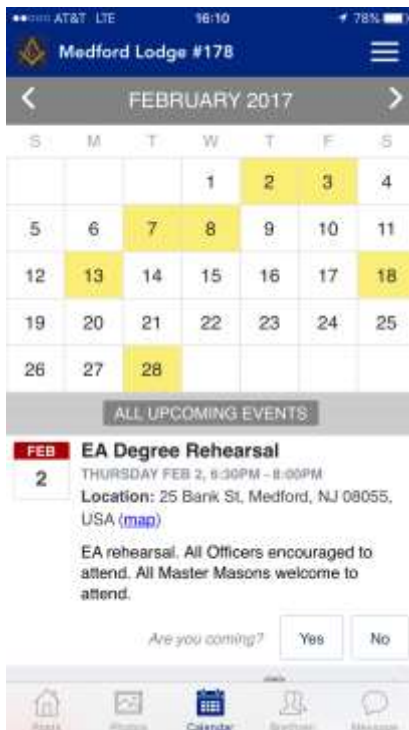 AT&T LTE 16:10 78%
Medford Lodge #178
FEBRUARY 2017
S M T W T F S
1 2 3 4
5 6 7 8 9 10 11
12 13 14 15 16 17 18
19 20 21 22 23 24 25
26 27 28
ALL UPCOMING EVENTS
FEB EA Degree Rehearsal
2 THURSDAY FEB 2, 6:30PM - 8:00PM
Location: 25 Bank St, Medford, NJ 08055,
USA (map)
EA rehearsal. All Officers encouraged to
attend. All Master Masons welcome to
attend.
Are you coming? Yes No
Photos Calendar Brothers Messages